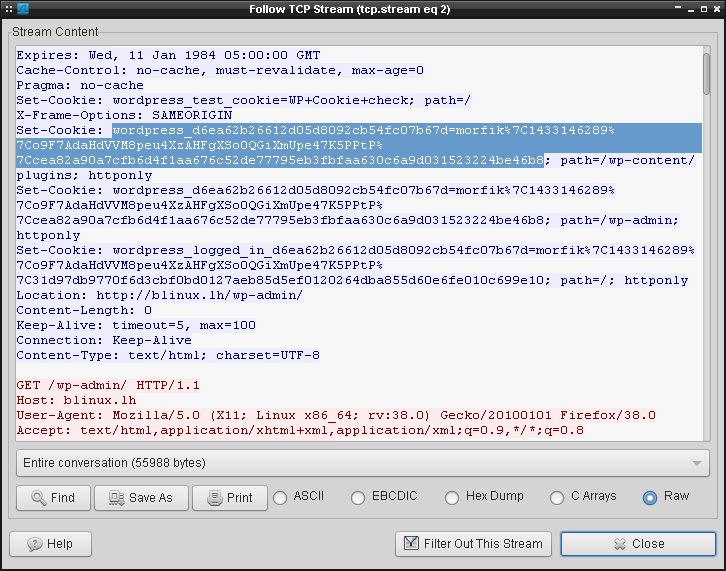 Follow TCP Stream (tcp.stream eq 2)
Stream Content
Expires: Wed, 11 Jan 1984 05:00:00 GMT
Cache-Control: no-cache, must-revalidate, max-age=0
Pragma: no-cache
Set-Cookie: wordpress_test_cookie=WP+Cookie+check; path=/
X-Frame-Options: SAMEORIGIN
Set-Cookie: wordpress_d6ea62b26612d05d8092cb54fc07b67d=morfik%7C1433146289%
7Co9F7AdaHdVVM8peu4XzAHFgXSoOQGiXmUpe47K5PPtP%
7Ccea82a90a7cfb6d4f1aa676c52de77795eb3fbfaa630c6a9d031523224be46b8; path=/wp-content/
plugins; httponly
Set-Cookie: wordpress_d6ea62b26612d05d8092cb54fc07b67d=morfik%7C1433146289%
7Co9F7AdaHdVVM8peu4XzAHFgXSoOQGiXmUpe47K5PPtP%
7Ccea82a90a7cfb6d4f1aa676c52de77795eb3fbfaa630c6a9d031523224be46b8; path=/wp-admin;
httponly
Set-Cookie: wordpress_logged_in_d6ea62b26612d05d8092cb54fc07b67d=morfik%7C1433146289%
7Co9F7AdaHdVVM8peu4XzAHFgXSoOQGiXmUpe47K5PPtP%
7C31d97db9770f6d3cbf0bd0127aeb85d5ef0120264dba855d60e6fe010c699e10; path=/; httponly
Location: http://blinux.lh/wp-admin/
Content-Length: 0
Keep-Alive: timeout=5, max=100
Connection: Keep-Alive
Content-Type: text/html; charset=UTF-8
GET /wp-admin/ HTTP/1.1
Host: blinux.lh
User-Agent: Mozilla/5.0 (X11; Linux x86_64; rv:38.0) Gecko/20100101 Firefox/38.0
Accept: text/html,application/xhtml+xml,application/xml;q=0.9,*/*;q=0.8
Entire conversation (55988 bytes)
Find Save As Print ASCII EBCDIC Hex Dump C Arrays Raw
Help Filter Out This Stream Close